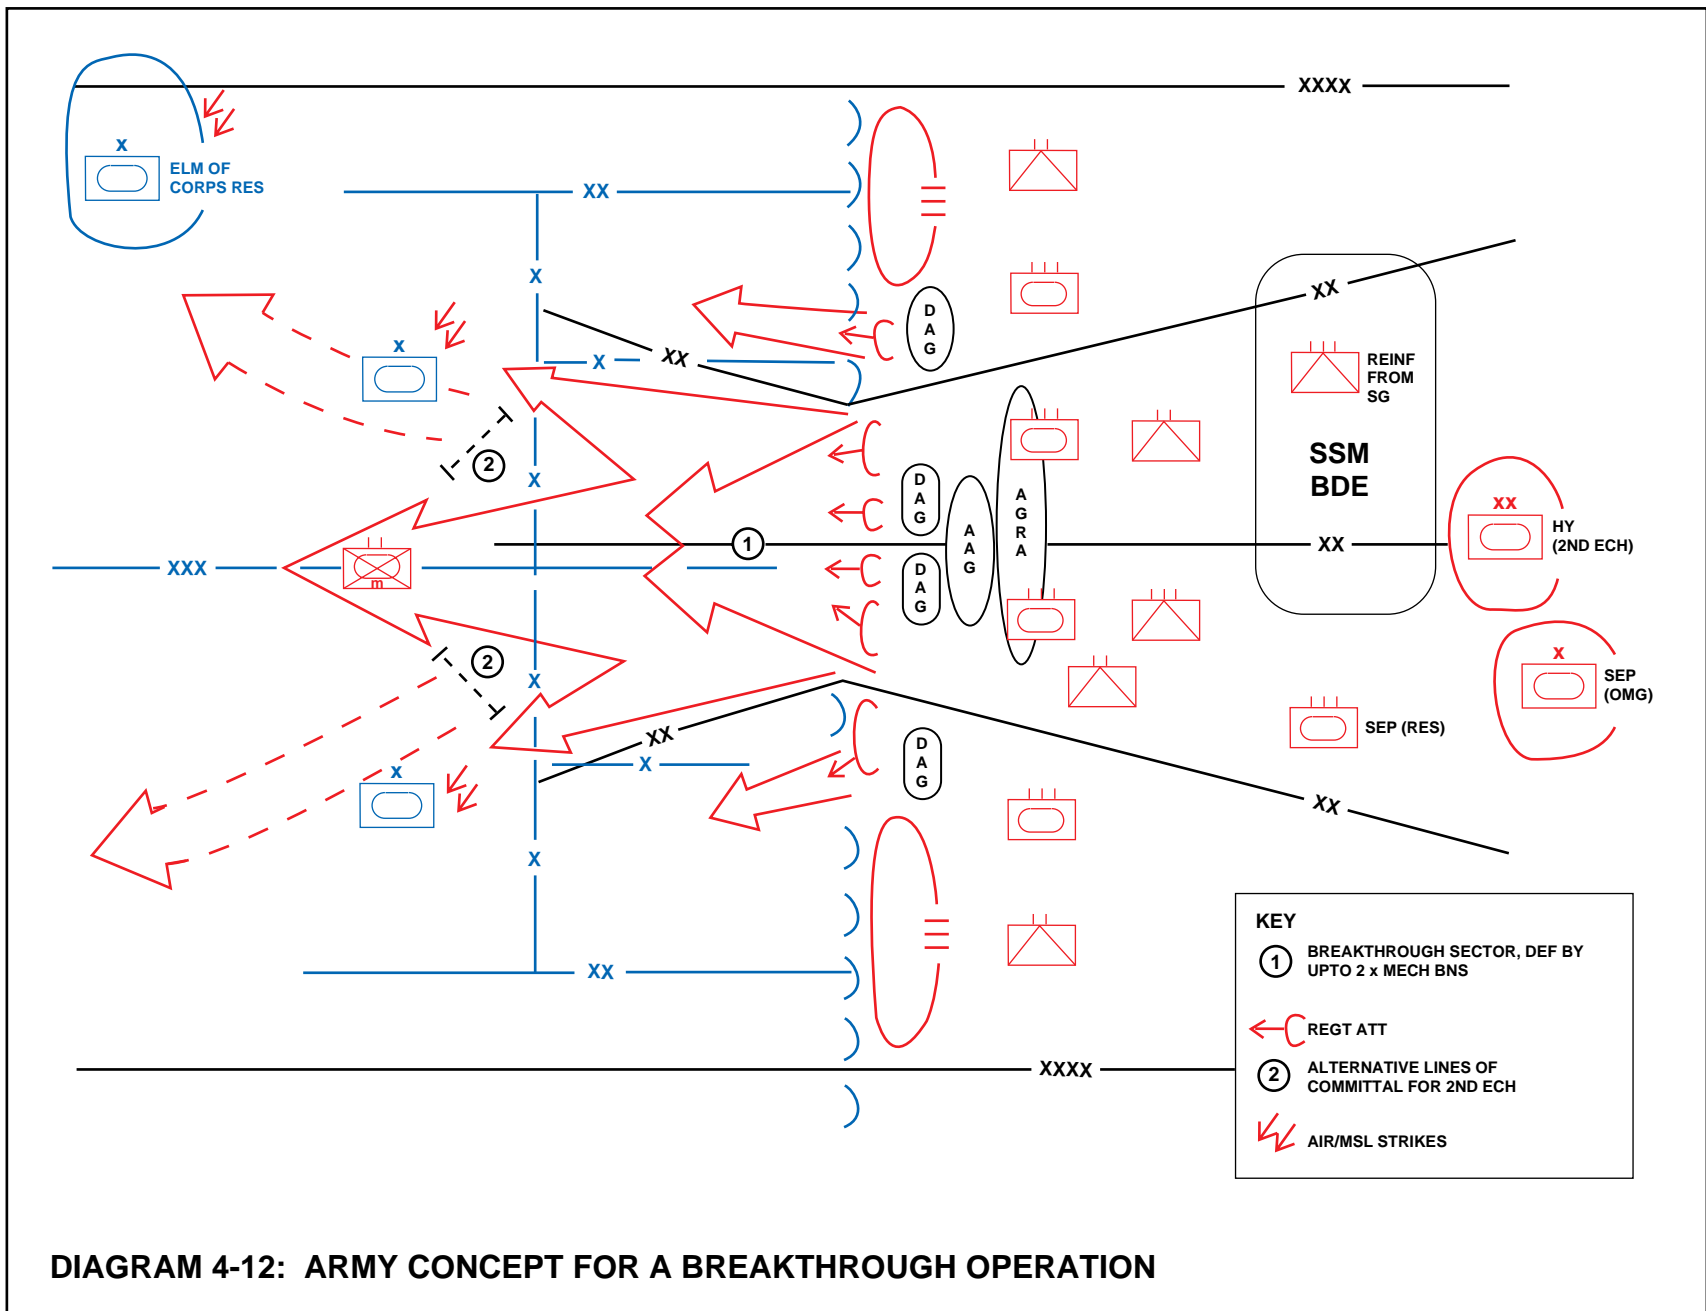 XXXX
X
ELM OF
CORPS RES
XX
X
XX
D
A
G
REINF
FROM
SG
X
X
XX
SSM
BDE
2
X
D
A
G
A
G
R
A
A
A
G
XX
HY
(2ND ECH)
1
XX
XXX
m
D
A
G
2
X
X
SEP
(OMG)
XX
D
A
G
SEP (RES)
X
X
XX
X
XX
XXXX
KEY
1 BREAKTHROUGH SECTOR, DEF BY
UPTO 2 x MECH BNS
REGT ATT
2 ALTERNATIVE LINES OF
COMMITTAL FOR 2ND ECH
AIR/MSL STRIKES
DIAGRAM 4-12: ARMY CONCEPT FOR A BREAKTHROUGH OPERATION